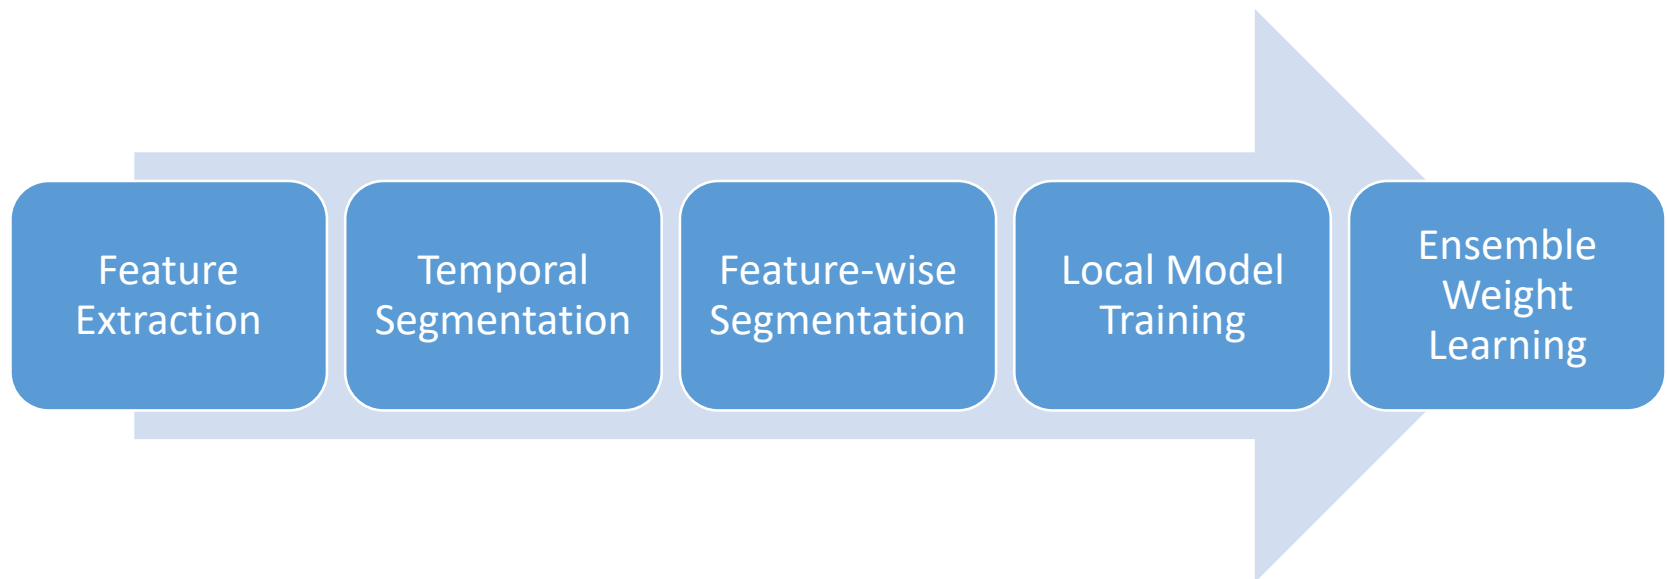 Feature
Extraction
Temporal
Segmentation
Feature-wise
Segmentation
Local Model
Training
Ensemble
Weight
Learning